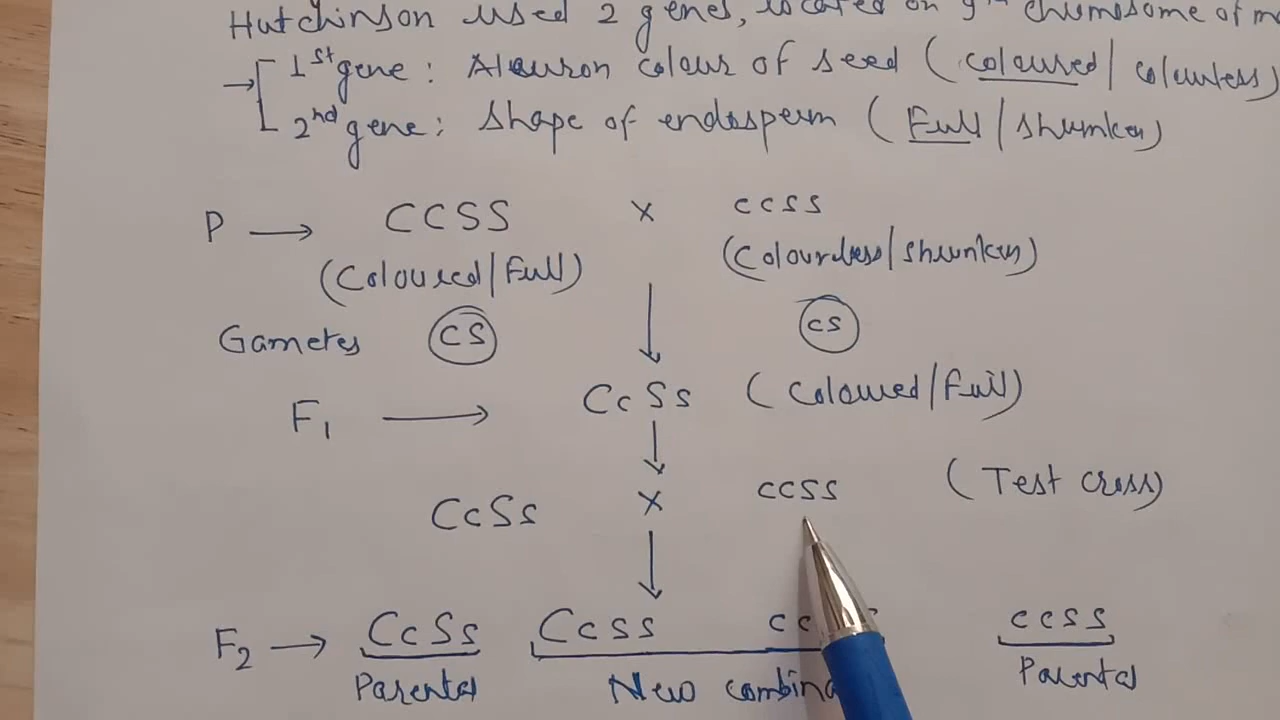 Hutchinson used 2 genes, located on 9th chromosome of
→ 1st gene: Aleuron colour of seed (coloured/colourless)
2nd gene: Shape of endosperm (Full/shrunken)
P → CCSS x ccss
(Coloured/Full) (Colourless/shrunken)
Gametes CS cs
F1 → CcSs (Coloured/Full)
CcSs x ccss (Test cross)
F2 → CcSs Ccss cc ccss
Parental New combina Parental